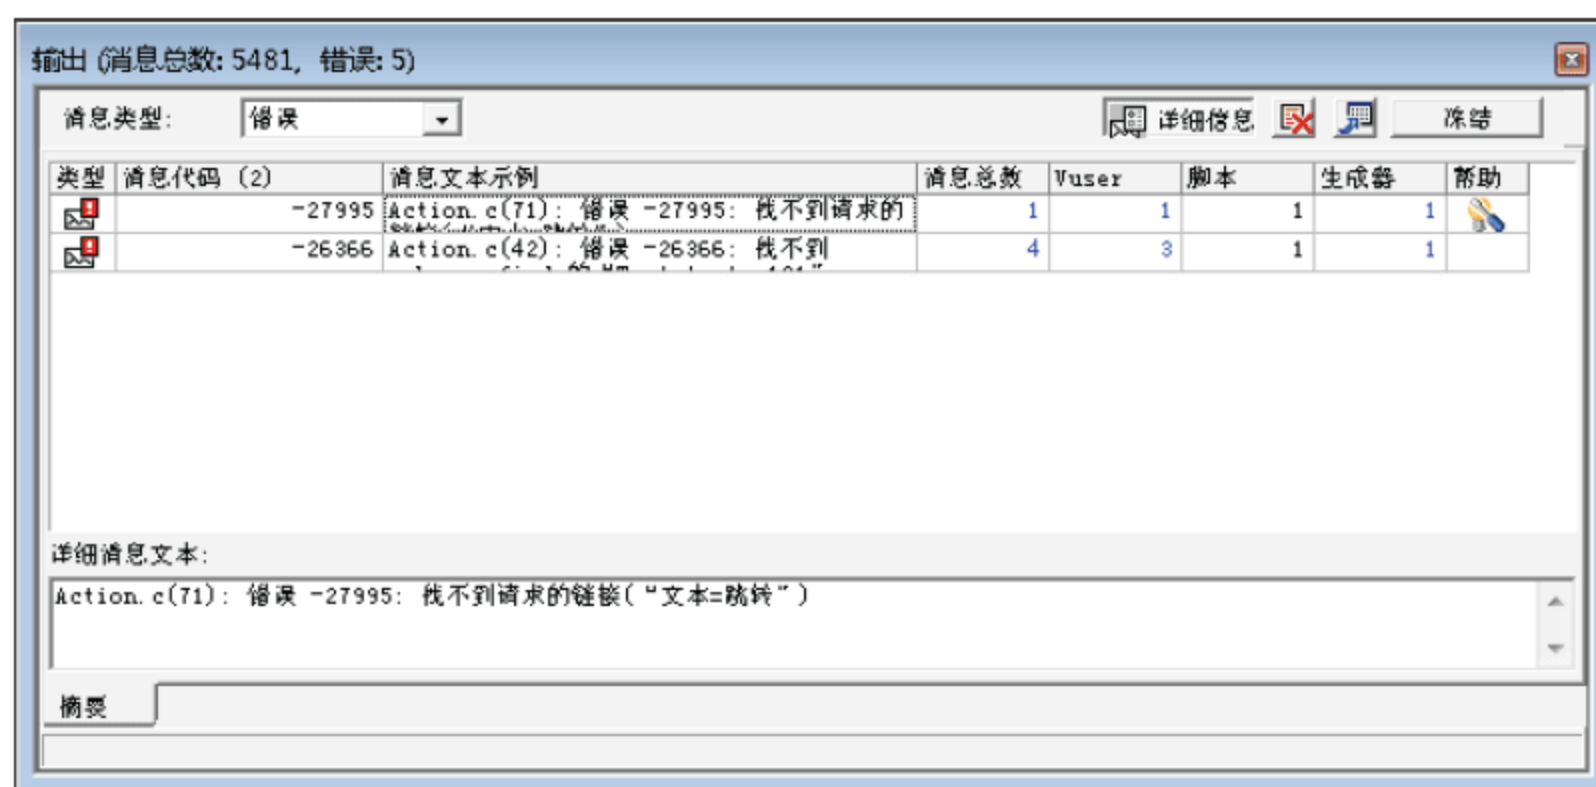 输出 (消息总数: 5481, 错误: 5)
消息类型: 错误 详细信息 冻结
类型 消息代码 (2) 消息文本示例 消息总数 Vuser 脚本 生成器 帮助
-27995 Action.c(71): 错误 -27995: 找不到请求的 1 1 1 1
-26366 Action.c(42): 错误 -26366: 找不到 4 3 1 1
详细消息文本:
Action.c(71): 错误 -27995: 找不到请求的链接("文本=跳转")
摘要